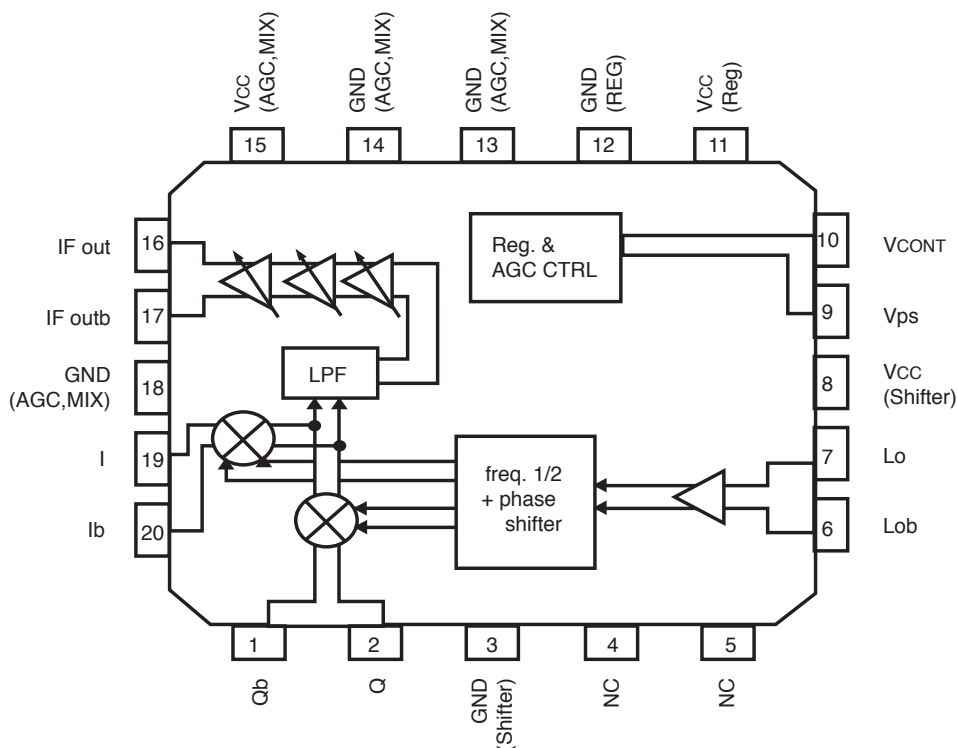 VCC
(AGC,MIX)
GND
(AGC,MIX)
GND
(AGC,MIX)
GND
(REG)
VCC
(Reg)
15
14
13
12
11
IF out
16
IF outb
17
GND
(AGC,MIX)
18
I
19
Ib
20
Reg. &
AGC CTRL
LPF
freq. 1/2
+ phase
shifter
10
VCONT
9
Vps
8
VCC
(Shifter)
7
Lo
6
Lob
1
2
3
4
5
Qb
Q
GND
(Shifter)
NC
NC